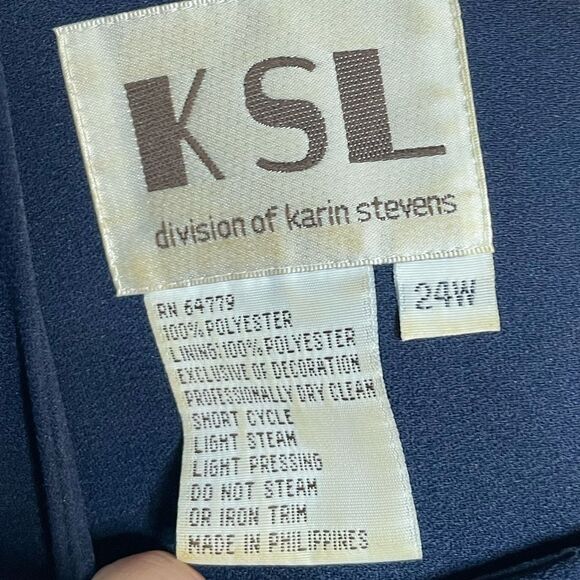 KSL
division of karin stevens
24W
RN 64779
100% POLYESTER
LINING:100% POLYESTER
EXCLUSIVE OF DECORATION
PROFESSIONALLY DRY CLEAN
SHORT CYCLE
LIGHT STEAM
LIGHT PRESSING
DO NOT STEAM
OR IRON TRIM
MADE IN PHILIPPINES